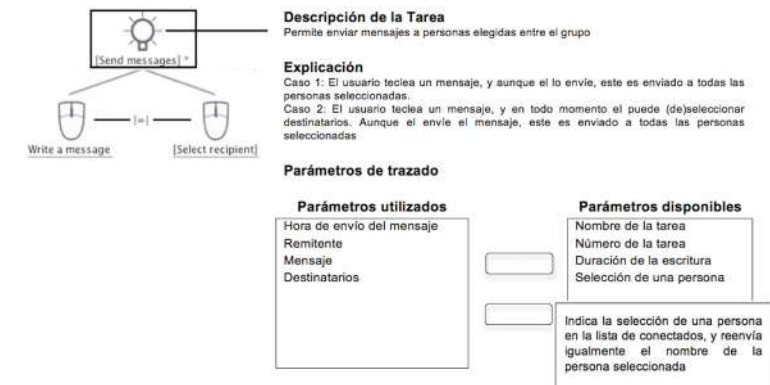 [Send messages] *
Write a message
|=|
[Select recipient]
Descripción de la Tarea
Permite enviar mensajes a personas elegidas entre el grupo
Explicación
Caso 1: El usuario teclea un mensaje, y aunque el lo envíe, este es enviado a todas las
personas seleccionadas.
Caso 2: El usuario teclea un mensaje, y en todo momento el puede (de)seleccionar
destinatarios. Aunque el envíe el mensaje, este es enviado a todas las personas
seleccionadas
Parámetros de trazado
Parámetros utilizados
Hora de envío del mensaje
Remitente
Mensaje
Destinatarios
Parámetros disponibles
Nombre de la tarea
Número de la tarea
Duración de la escritura
Selección de una persona
Indica la selección de una persona
en la lista de conectados, y reenvía
igualmente el nombre de la
persona seleccionada